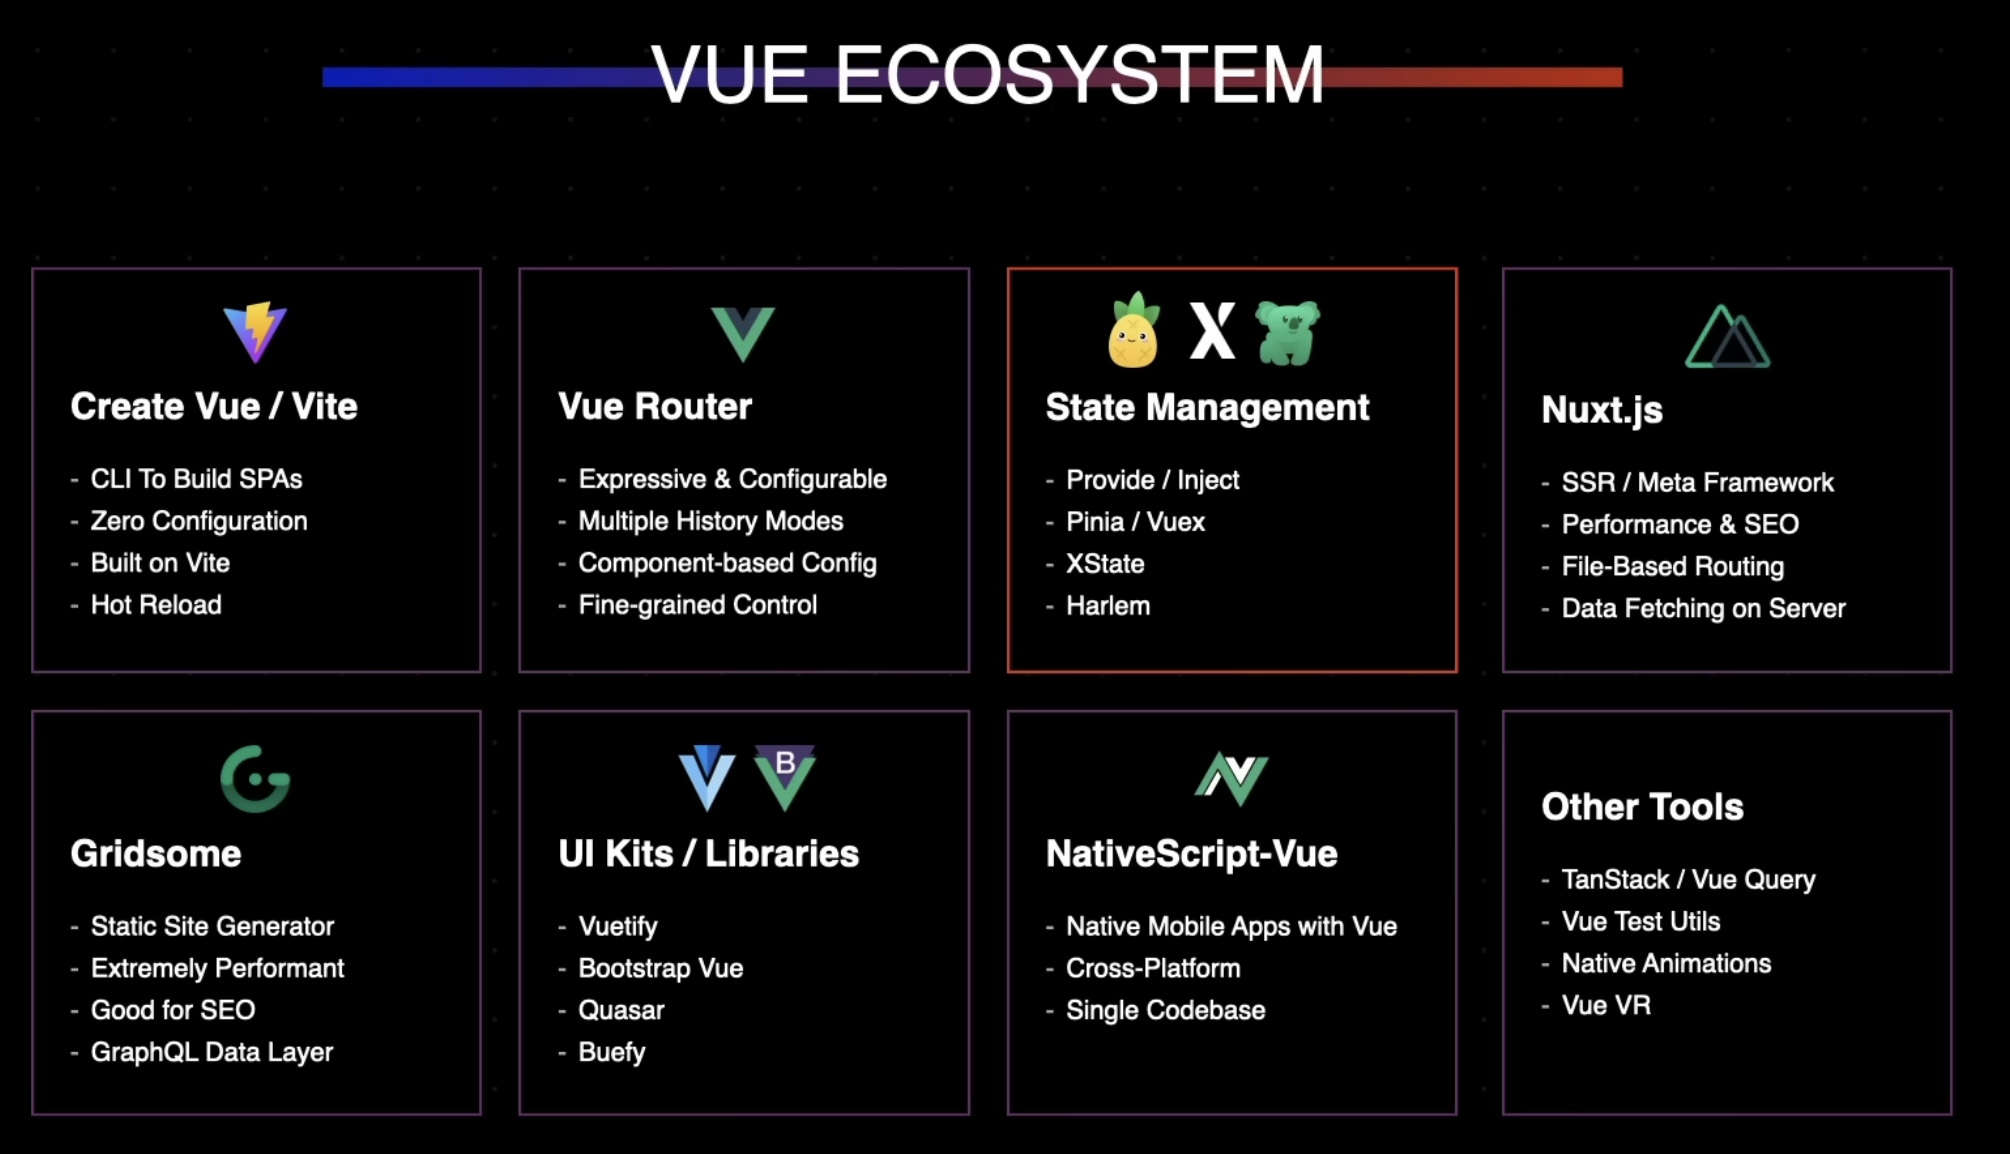 VUE ECOSYSTEM
Create Vue / Vite
- CLI To Build SPAs
- Zero Configuration
- Built on Vite
- Hot Reload
Vue Router
- Expressive & Configurable
- Multiple History Modes
- Component-based Config
- Fine-grained Control
X
State Management
- Provide / Inject
- Pinia / Vuex
- XState
- Harlem
Nuxt.js
- SSR / Meta Framework
- Performance & SEO
- File-Based Routing
- Data Fetching on Server
Gridsome
- Static Site Generator
- Extremely Performant
- Good for SEO
- GraphQL Data Layer
B
UI Kits / Libraries
- Vuetify
- Bootstrap Vue
- Quasar
- Buefy
NativeScript-Vue
- Native Mobile Apps with Vue
- Cross-Platform
- Single Codebase
Other Tools
- TanStack / Vue Query
- Vue Test Utils
- Native Animations
- Vue VR